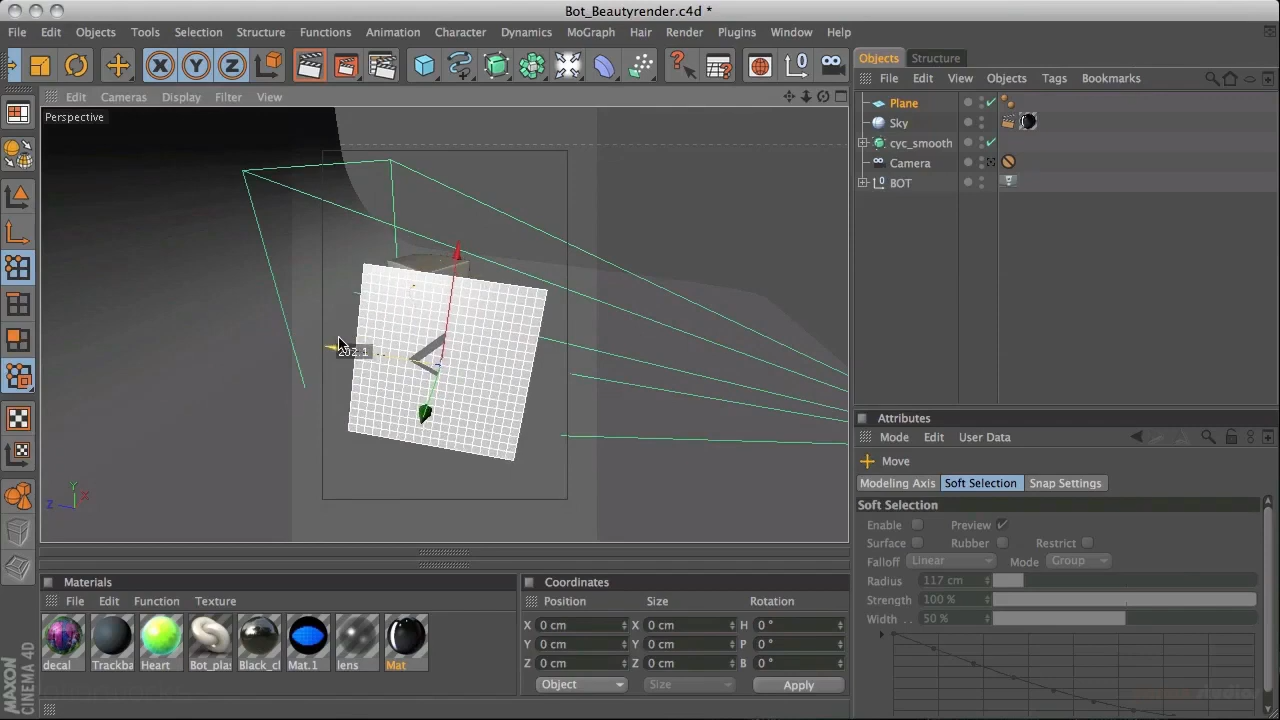 Bot_Beautyrender.c4d *
File Edit Objects Tools Selection Structure Functions Animation Character Dynamics MoGraph Hair Render Plugins Window Help
Objects Structure
File Edit View Objects Tags Bookmarks
Edit Cameras Display Filter View
Perspective
Plane
Sky
cyc_smooth
Camera
BOT
202.1
Y X Z
Attributes
Mode Edit User Data
Move
Modeling Axis Soft Selection Snap Settings
Soft Selection
Enable Preview
Surface Rubber Restrict
Falloff Linear Mode Group
Radius 117 cm
Strength 100 %
Width . . 50 %
Materials
File Edit Function Texture
decal Trackba Heart Bot_plas Black_cl Mat.1 lens Mat
Coordinates
Position Size Rotation
X 0 cm X 0 cm H 0 °
Y 0 cm Y 0 cm P 0 °
Z 0 cm Z 0 cm B 0 °
Object Size Apply
MAXON CINEMA 4D